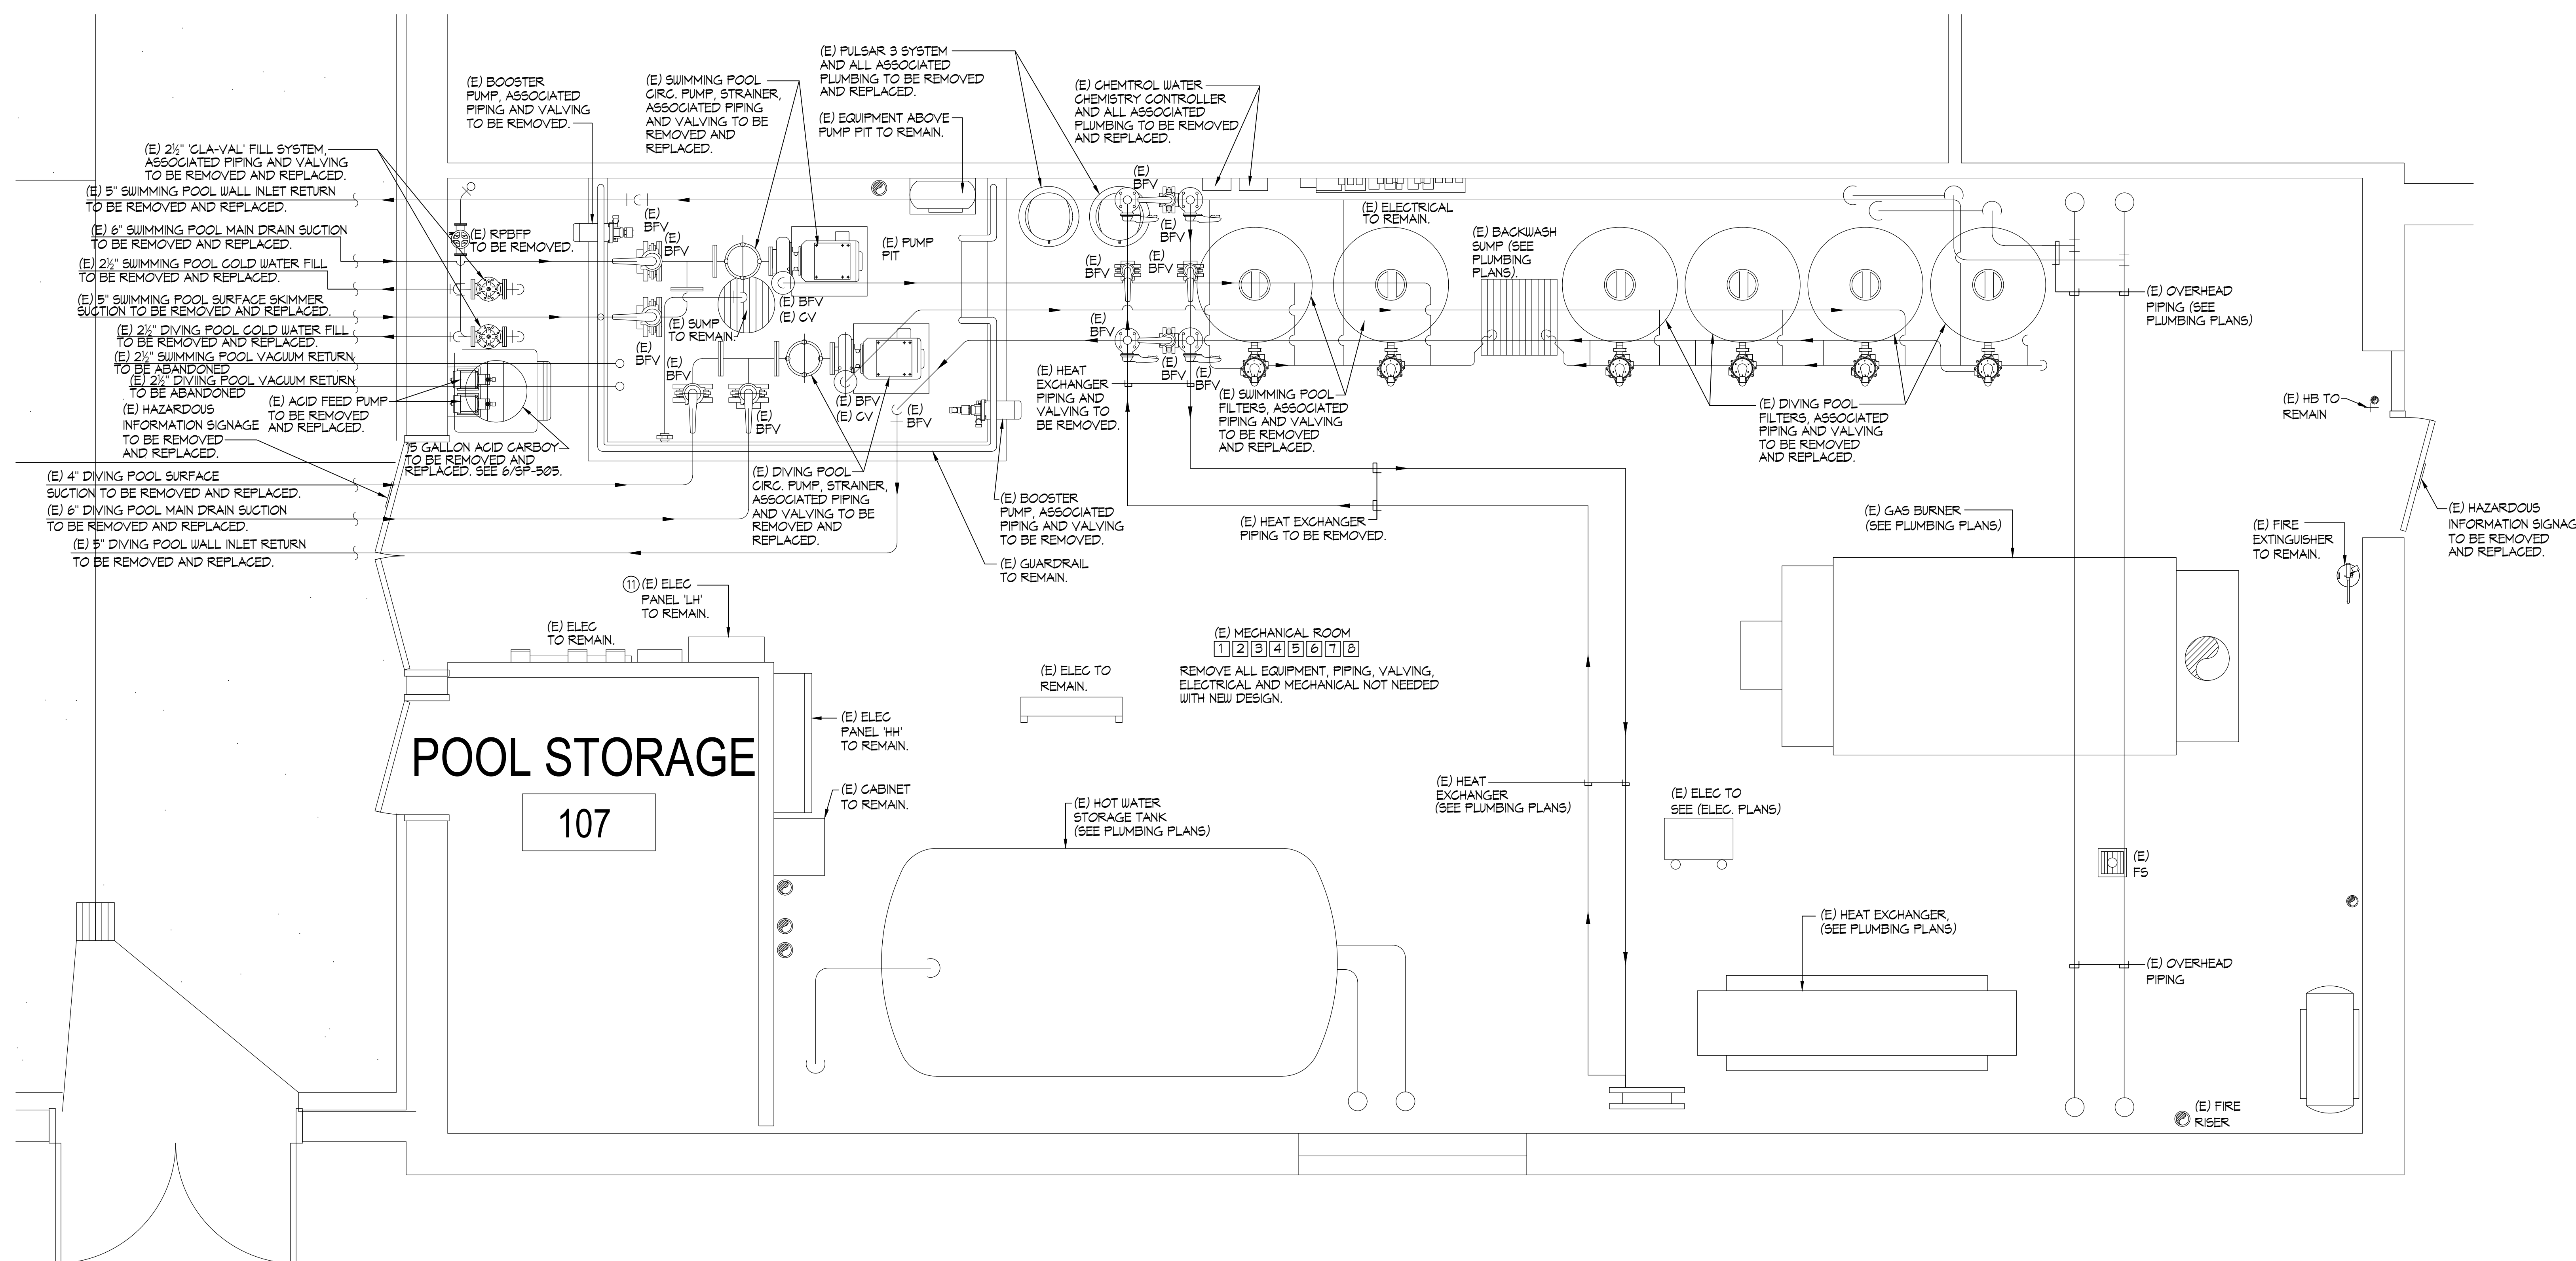 (E) PULSAR 3 SYSTEM
AND ALL ASSOCIATED
PLUMBING TO BE REMOVED
AND REPLACED.
(E) BOOSTER
PUMP, ASSOCIATED
PIPING AND VALVING
TO BE REMOVED.
(E) SWIMMING POOL
CIRC. PUMP, STRAINER,
ASSOCIATED PIPING
AND VALVING TO BE
REMOVED AND
REPLACED.
(E) CHEMTROL WATER
CHEMISTRY CONTROLLER
AND ALL ASSOCIATED
PLUMBING TO BE REMOVED
AND REPLACED.
(E) EQUIPMENT ABOVE
PUMP PIT TO REMAIN.
(E) 2½" 'CLA-VAL' FILL SYSTEM,
ASSOCIATED PIPING AND VALVING
TO BE REMOVED AND REPLACED.
(E) 5" SWIMMING POOL WALL INLET RETURN
TO BE REMOVED AND REPLACED.
(E) 6" SWIMMING POOL MAIN DRAIN SUCTION
TO BE REMOVED AND REPLACED.
(E) 2½" SWIMMING POOL COLD WATER FILL
TO BE REMOVED AND REPLACED.
(E) 5" SWIMMING POOL SURFACE SKIMMER
SUCTION TO BE REMOVED AND REPLACED.
(E) 2½" DIVING POOL COLD WATER FILL
TO BE REMOVED AND REPLACED.
(E) 2½" SWIMMING POOL VACUUM RETURN
TO BE ABANDONED
(E) 2½" DIVING POOL VACUUM RETURN
TO BE ABANDONED
(E) HAZARDOUS
INFORMATION SIGNAGE
TO BE REMOVED
AND REPLACED.
(E) ACID FEED PUMP
TO BE REMOVED
AND REPLACED.
15 GALLON ACID CARBOY
TO BE REMOVED AND
REPLACED. SEE 6/SP-505.
(E) 4" DIVING POOL SURFACE
SUCTION TO BE REMOVED AND REPLACED.
(E) 6" DIVING POOL MAIN DRAIN SUCTION
TO BE REMOVED AND REPLACED.
(E) 5" DIVING POOL WALL INLET RETURN
TO BE REMOVED AND REPLACED.
(E) RPBFP
TO BE REMOVED.
(E)
BFV
(E)
BFV
(E) PUMP
PIT
(E) BFV
(E) CV
(E) SUMP
TO REMAIN.
(E)
BFV
(E)
BFV
(E)
BFV
(E) BFV
(E) CV
(E)
BFV
(E)
BFV
(E)
BFV
(E)
BFV
(E)
BFV
(E)
BFV
(E)
BFV
(E)
BFV
(E) ELECTRICAL
TO REMAIN.
(E) BACKWASH
SUMP (SEE
PLUMBING
PLANS).
(E) OVERHEAD
PIPING (SEE
PLUMBING PLANS)
(E) HEAT
EXCHANGER
PIPING AND
VALVING TO
BE REMOVED.
(E) SWIMMING POOL
FILTERS, ASSOCIATED
PIPING AND VALVING
TO BE REMOVED
AND REPLACED.
(E) DIVING POOL
FILTERS, ASSOCIATED
PIPING AND VALVING
TO BE REMOVED
AND REPLACED.
(E) HB TO
REMAIN
(E) DIVING POOL
CIRC. PUMP, STRAINER,
ASSOCIATED PIPING
AND VALVING TO BE
REMOVED AND
REPLACED.
(E) BOOSTER
PUMP, ASSOCIATED
PIPING AND VALVING
TO BE REMOVED.
(E) GUARDRAIL
TO REMAIN.
(E) HEAT EXCHANGER
PIPING TO BE REMOVED.
(E) GAS BURNER
(SEE PLUMBING PLANS)
(E) FIRE
EXTINGUISHER
TO REMAIN.
(E) HAZARDOUS
INFORMATION SIGNAG
TO BE REMOVED
AND REPLACED.
11 (E) ELEC
PANEL 'LH'
TO REMAIN.
(E) ELEC
TO REMAIN.
(E) ELEC TO
REMAIN.
(E) MECHANICAL ROOM
1 2 3 4 5 6 7 8
REMOVE ALL EQUIPMENT, PIPING, VALVING,
ELECTRICAL AND MECHANICAL NOT NEEDED
WITH NEW DESIGN.
(E) ELEC
PANEL 'HH'
TO REMAIN.
POOL STORAGE
107
(E) CABINET
TO REMAIN.
(E) HOT WATER
STORAGE TANK
(SEE PLUMBING PLANS)
(E) HEAT
EXCHANGER
(SEE PLUMBING PLANS)
(E) ELEC TO
SEE (ELEC. PLANS)
(E)
FS
(E) HEAT EXCHANGER,
(SEE PLUMBING PLANS)
(E) OVERHEAD
PIPING
(E) FIRE
RISER